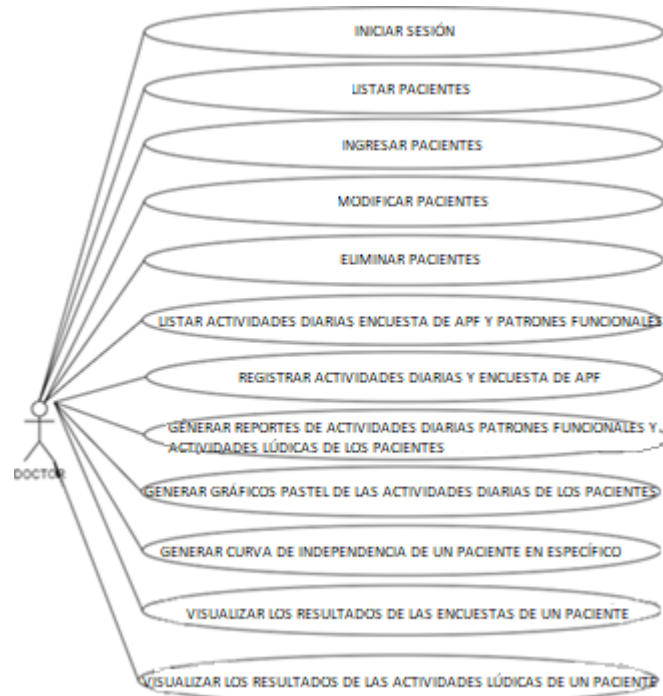 INICIAR SESIÓN
LISTAR PACIENTES
INGRESAR PACIENTES
MODIFICAR PACIENTES
ELIMINAR PACIENTES
LISTAR ACTIVIDADES DIARIAS ENCUESTA DE APF Y PATRONES FUNCIONALES
REGISTRAR ACTIVIDADES DIARIAS Y ENCUESTA DE APF
GÉNERAR REPORTES DE ACTIVIDADES DIARIAS PATRONES FUNCIONALES Y
ACTIVIDADES LÚDICAS DE LOS PACIENTES
DOCTOR
GENERAR GRÁFICOS PASTEL DE LAS ACTIVIDADES DIARIAS DE LOS PACIENTES
GENERAR CURVA DE INDEPENDENCIA DE UN PACIENTE EN ESPECÍFICO
VISUALIZAR LOS RESULTADOS DE LAS ENCUESTAS DE UN PACIENTE
VISUALIZAR LOS RESULTADOS DE LAS ACTIVIDADES LÚDICAS DE UN PACIENTE